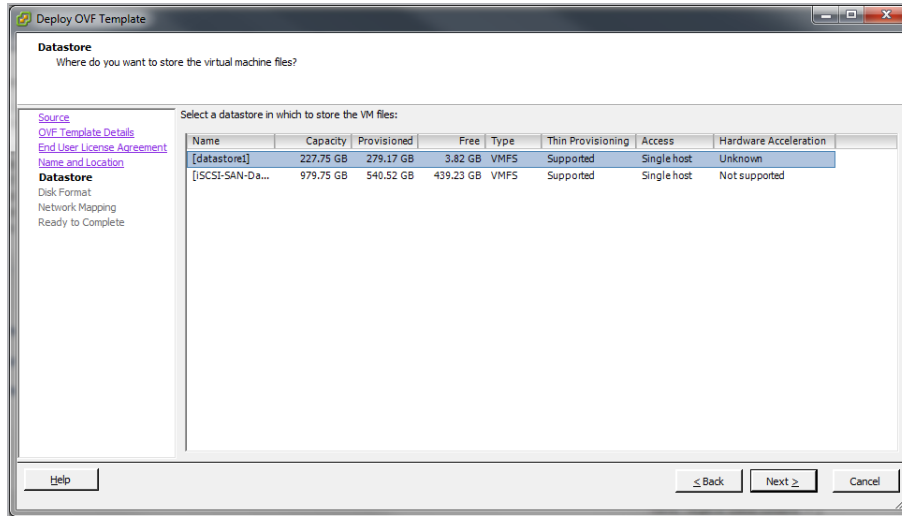 Deploy OVF Template
Datastore
Where do you want to store the virtual machine files?
Source
OVF Template Details
End User License Agreement
Name and Location
Datastore
Disk Format
Network Mapping
Ready to Complete
Select a datastore in which to store the VM files:
Name Capacity Provisioned Free Type Thin Provisioning Access Hardware Acceleration
[datastore1] 227.75 GB 279.17 GB 3.82 GB VMFS Supported Single host Unknown
[iSCSI-SAN-Da... 979.75 GB 540.52 GB 439.23 GB VMFS Supported Single host Not supported
Help < Back Next > Cancel